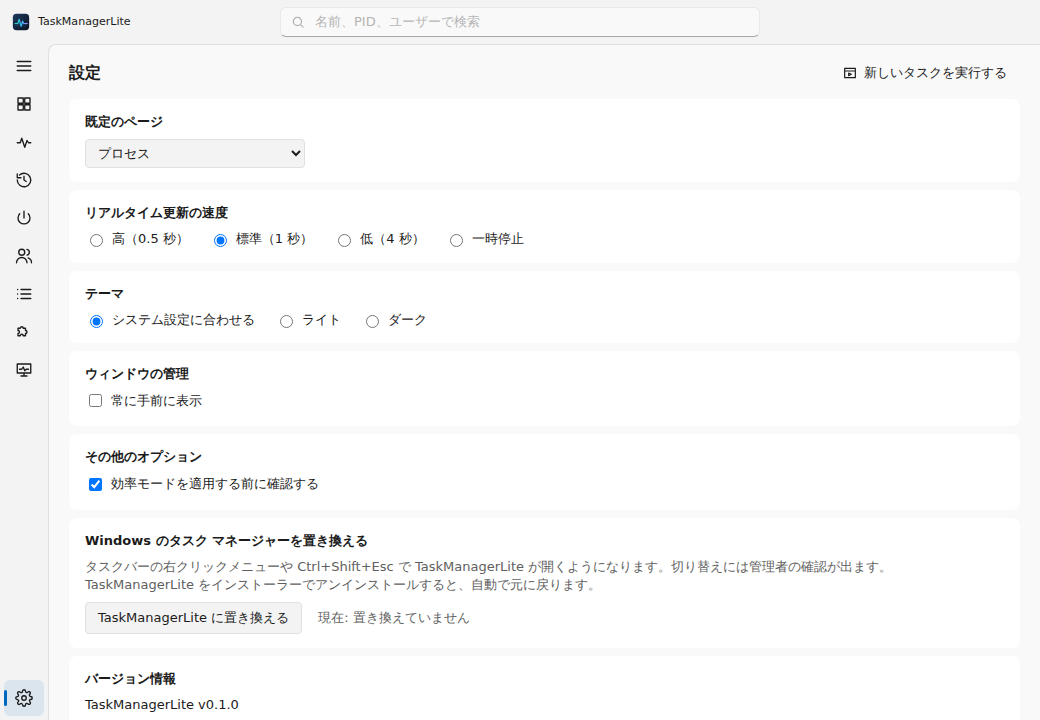 TaskManagerLite
名前、PID、ユーザーで検索
設定
新しいタスクを実行する
既定のページ
プロセス
リアルタイム更新の速度
高（0.5 秒）
標準（1 秒）
低（4 秒）
一時停止
テーマ
システム設定に合わせる
ライト
ダーク
ウィンドウの管理
常に手前に表示
その他のオプション
効率モードを適用する前に確認する
Windows のタスク マネージャーを置き換える
タスクバーの右クリックメニューや Ctrl+Shift+Esc で TaskManagerLite が開くようになります。切り替えには管理者の確認が出ます。
TaskManagerLite をインストーラーでアンインストールすると、自動で元に戻ります。
TaskManagerLite に置き換える
現在: 置き換えていません
バージョン情報
TaskManagerLite v0.1.0